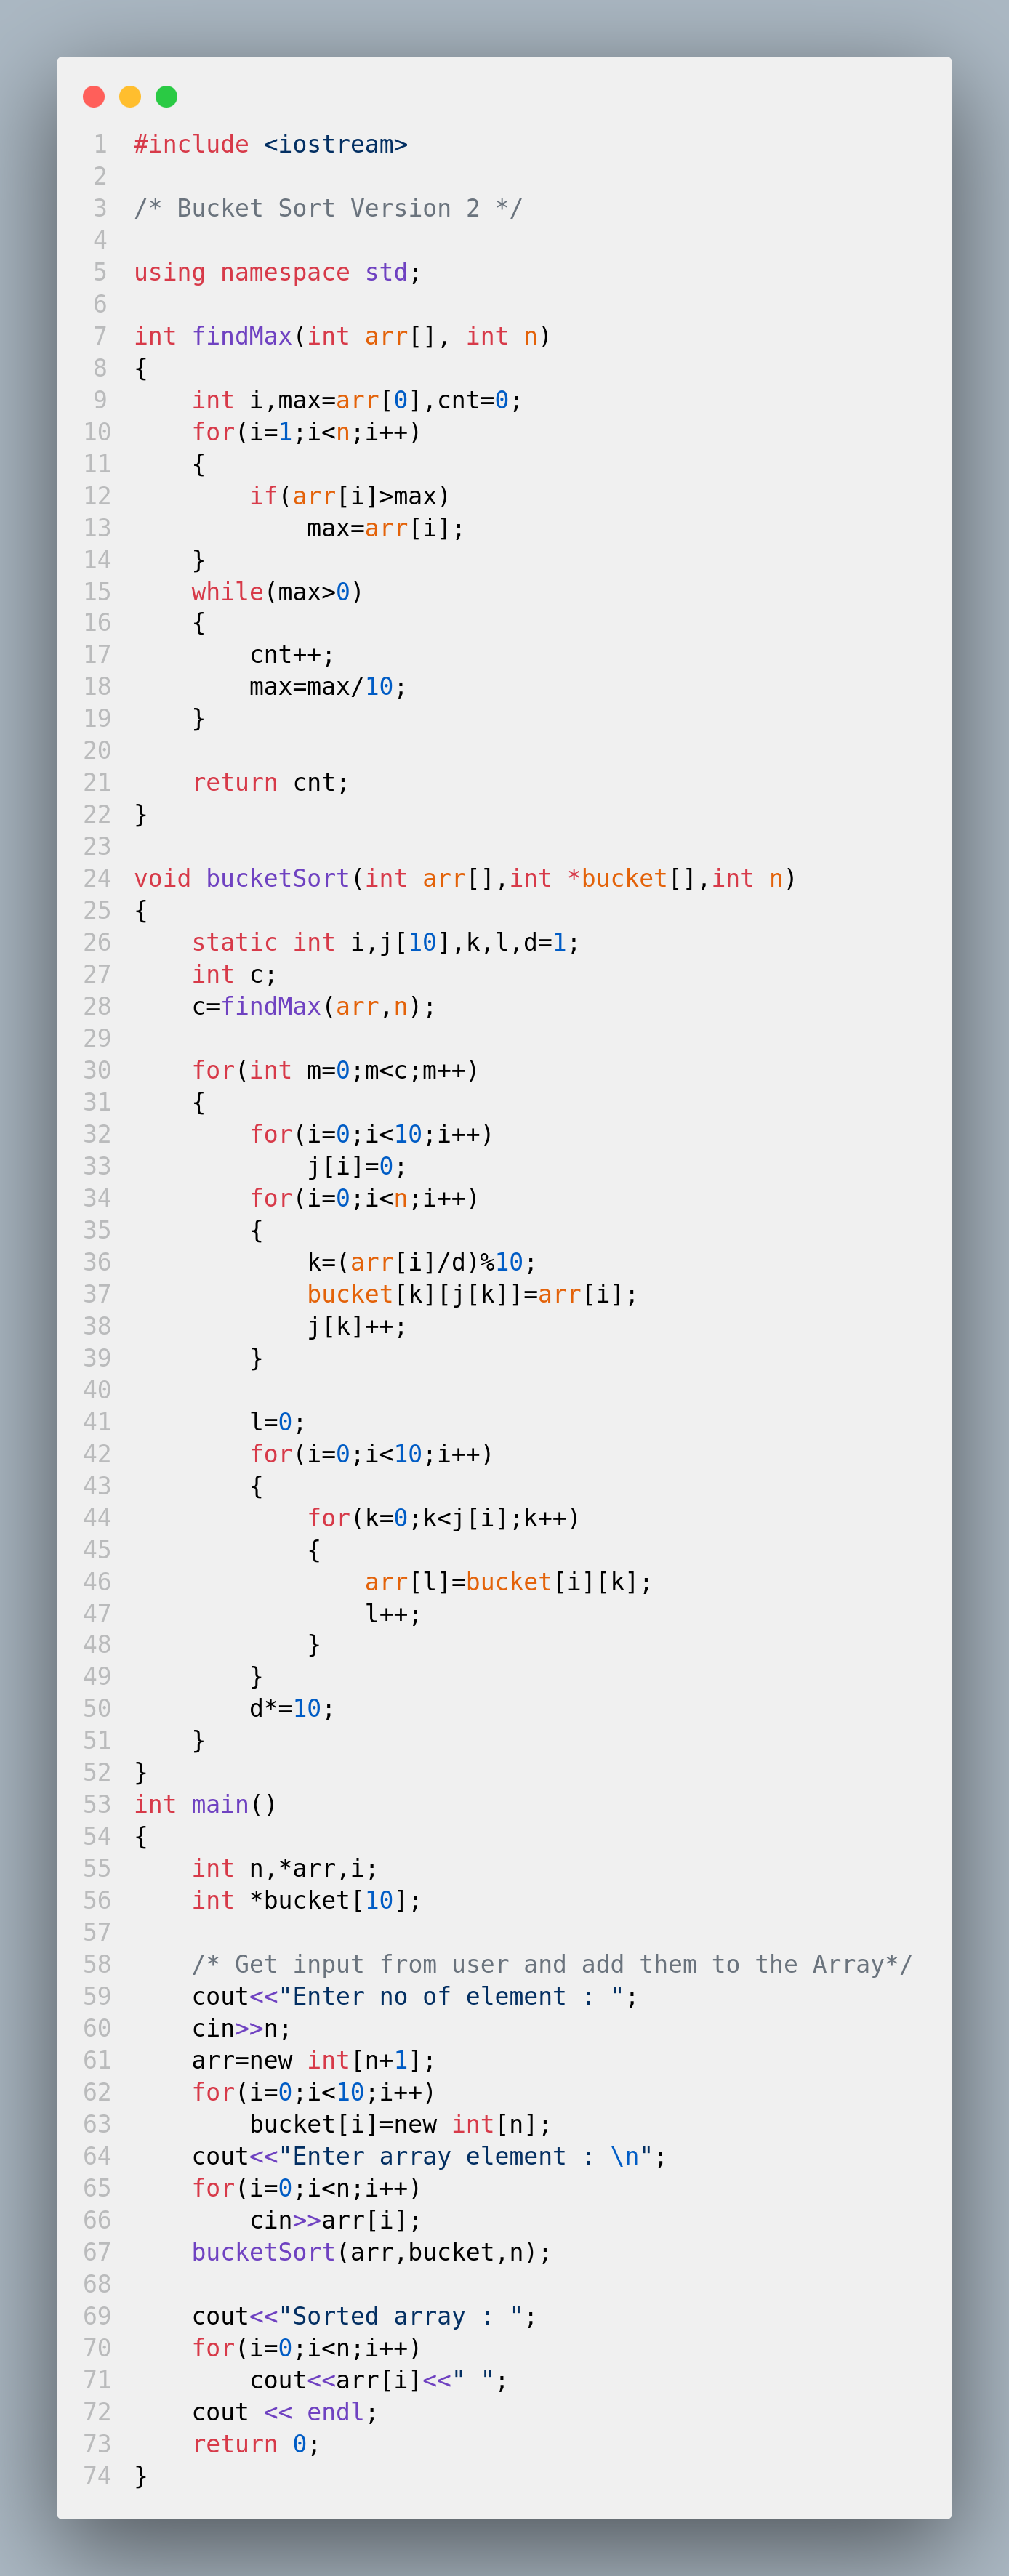 1 #include <iostream>
2
3 /* Bucket Sort Version 2 */
4
5 using namespace std;
6
7 int findMax(int arr[], int n)
8 {
9     int i,max=arr[0],cnt=0;
10     for(i=1;i<n;i++)
11     {
12         if(arr[i]>max)
13             max=arr[i];
14     }
15     while(max>0)
16     {
17         cnt++;
18         max=max/10;
19     }
20
21     return cnt;
22 }
23
24 void bucketSort(int arr[],int *bucket[],int n)
25 {
26     static int i,j[10],k,l,d=1;
27     int c;
28     c=findMax(arr,n);
29
30     for(int m=0;m<c;m++)
31     {
32         for(i=0;i<10;i++)
33             j[i]=0;
34         for(i=0;i<n;i++)
35         {
36             k=(arr[i]/d)%10;
37             bucket[k][j[k]]=arr[i];
38             j[k]++;
39         }
40
41         l=0;
42         for(i=0;i<10;i++)
43         {
44             for(k=0;k<j[i];k++)
45             {
46                 arr[l]=bucket[i][k];
47                 l++;
48             }
49         }
50         d*=10;
51     }
52 }
53 int main()
54 {
55     int n,*arr,i;
56     int *bucket[10];
57
58     /* Get input from user and add them to the Array*/
59     cout<<"Enter no of element : ";
60     cin>>n;
61     arr=new int[n+1];
62     for(i=0;i<10;i++)
63         bucket[i]=new int[n];
64     cout<<"Enter array element : \n";
65     for(i=0;i<n;i++)
66         cin>>arr[i];
67     bucketSort(arr,bucket,n);
68
69     cout<<"Sorted array : ";
70     for(i=0;i<n;i++)
71         cout<<arr[i]<<" ";
72     cout << endl;
73     return 0;
74 }